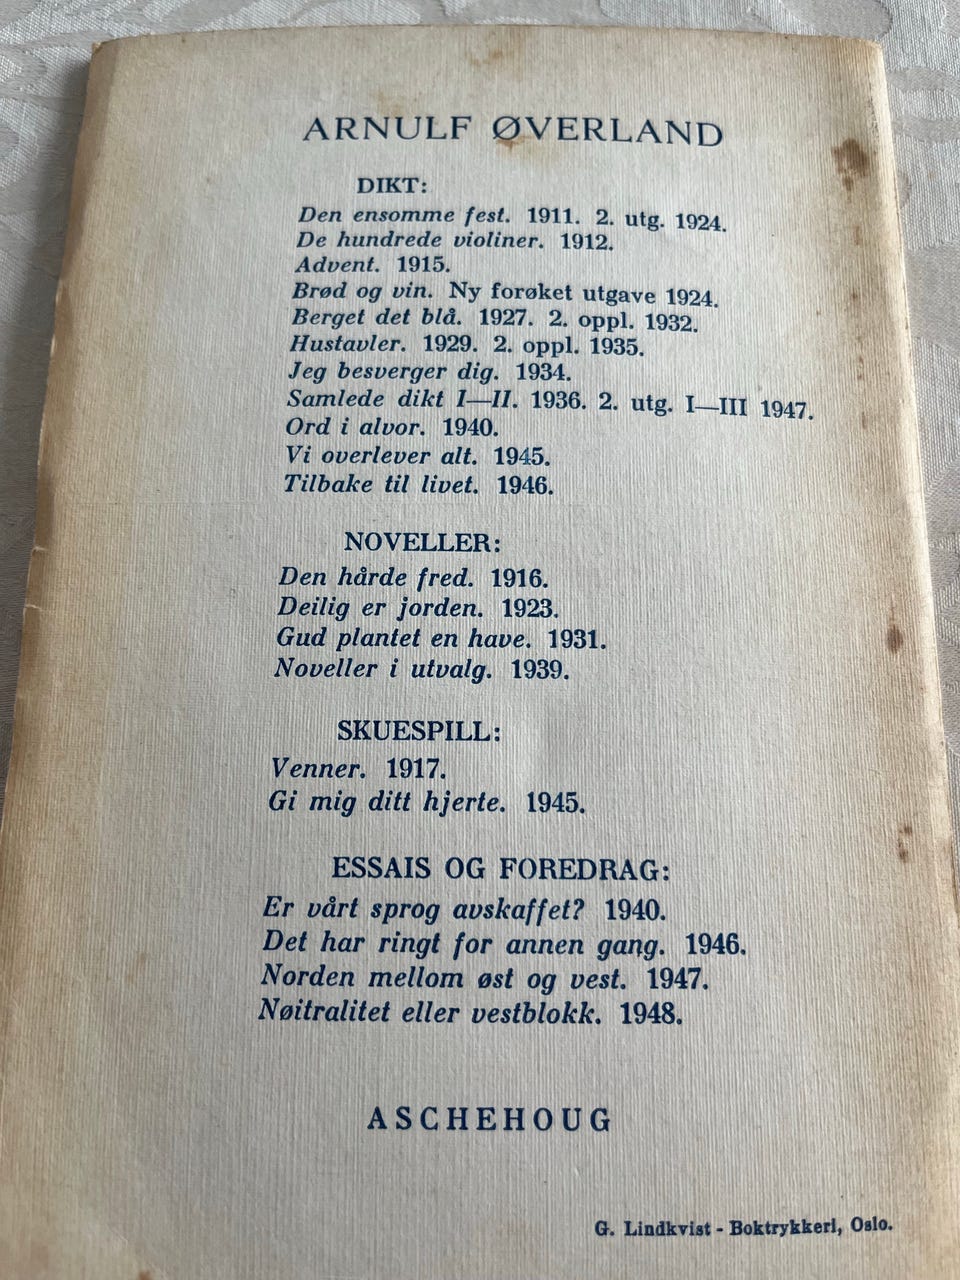 ARNULF ØVERLAND
DIKT:
Den ensomme fest. 1911. 2. utg. 1924.
De hundrede violiner. 1912.
Advent. 1915.
Brød og vin. Ny forøket utgave 1924.
Berget det blå. 1927. 2. oppl. 1932.
Hustavler. 1929. 2. oppl. 1935.
Jeg besverger dig. 1934.
Samlede dikt I—II. 1936. 2. utg. I—III 1947.
Ord i alvor. 1940.
Vi overlever alt. 1945.
Tilbake til livet. 1946.
NOVELLER:
Den hårde fred. 1916.
Deilig er jorden. 1923.
Gud plantet en have. 1931.
Noveller i utvalg. 1939.
SKUESPILL:
Venner. 1917.
Gi mig ditt hjerte. 1945.
ESSAIS OG FOREDRAG:
Er vårt sprog avskaffet? 1940.
Det har ringt for annen gang. 1946.
Norden mellom øst og vest. 1947.
Nøitralitet eller vestblokk. 1948.
ASCHEHOUG
G. Lindkvist - Boktrykkeri, Oslo.